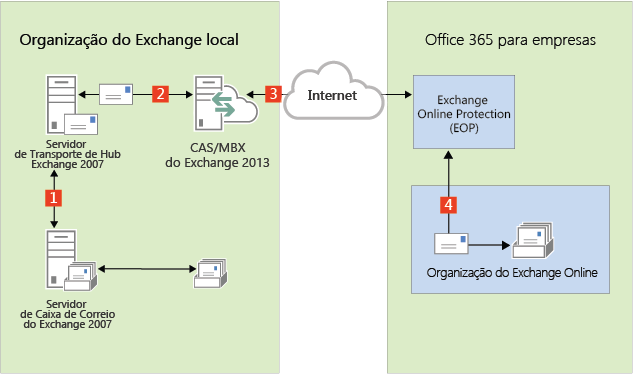 Organização do Exchange local
Office 365 para empresas
2
3
Internet
Exchange
Online Protection
(EOP)
Servidor
de Transporte de Hub
Exchange 2007
CAS/MBX
do Exchange 2013
1
4
Servidor
de Caixa de Correio
do Exchange 2007
Organização do Exchange Online